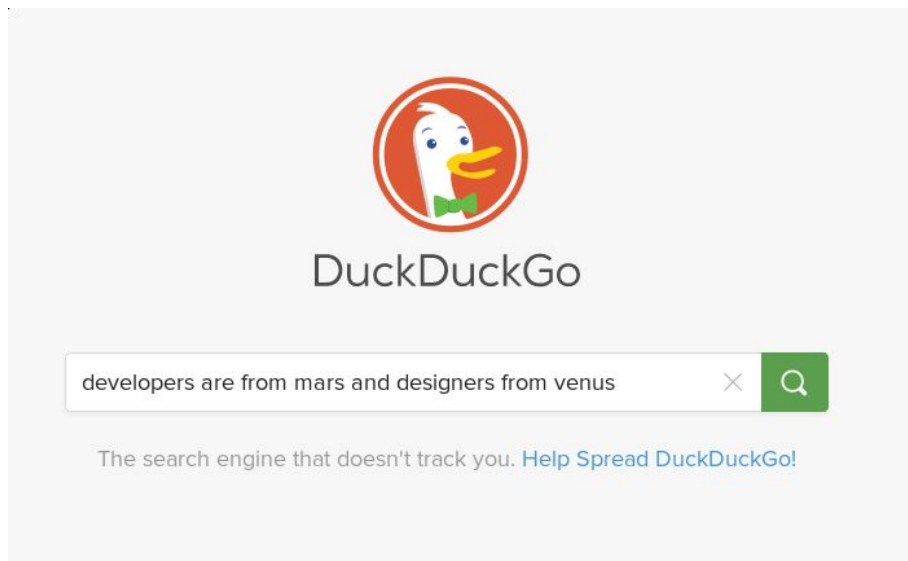 DuckDuckGo
developers are from mars and designers from venus
The search engine that doesn't track you. Help Spread DuckDuckGo!